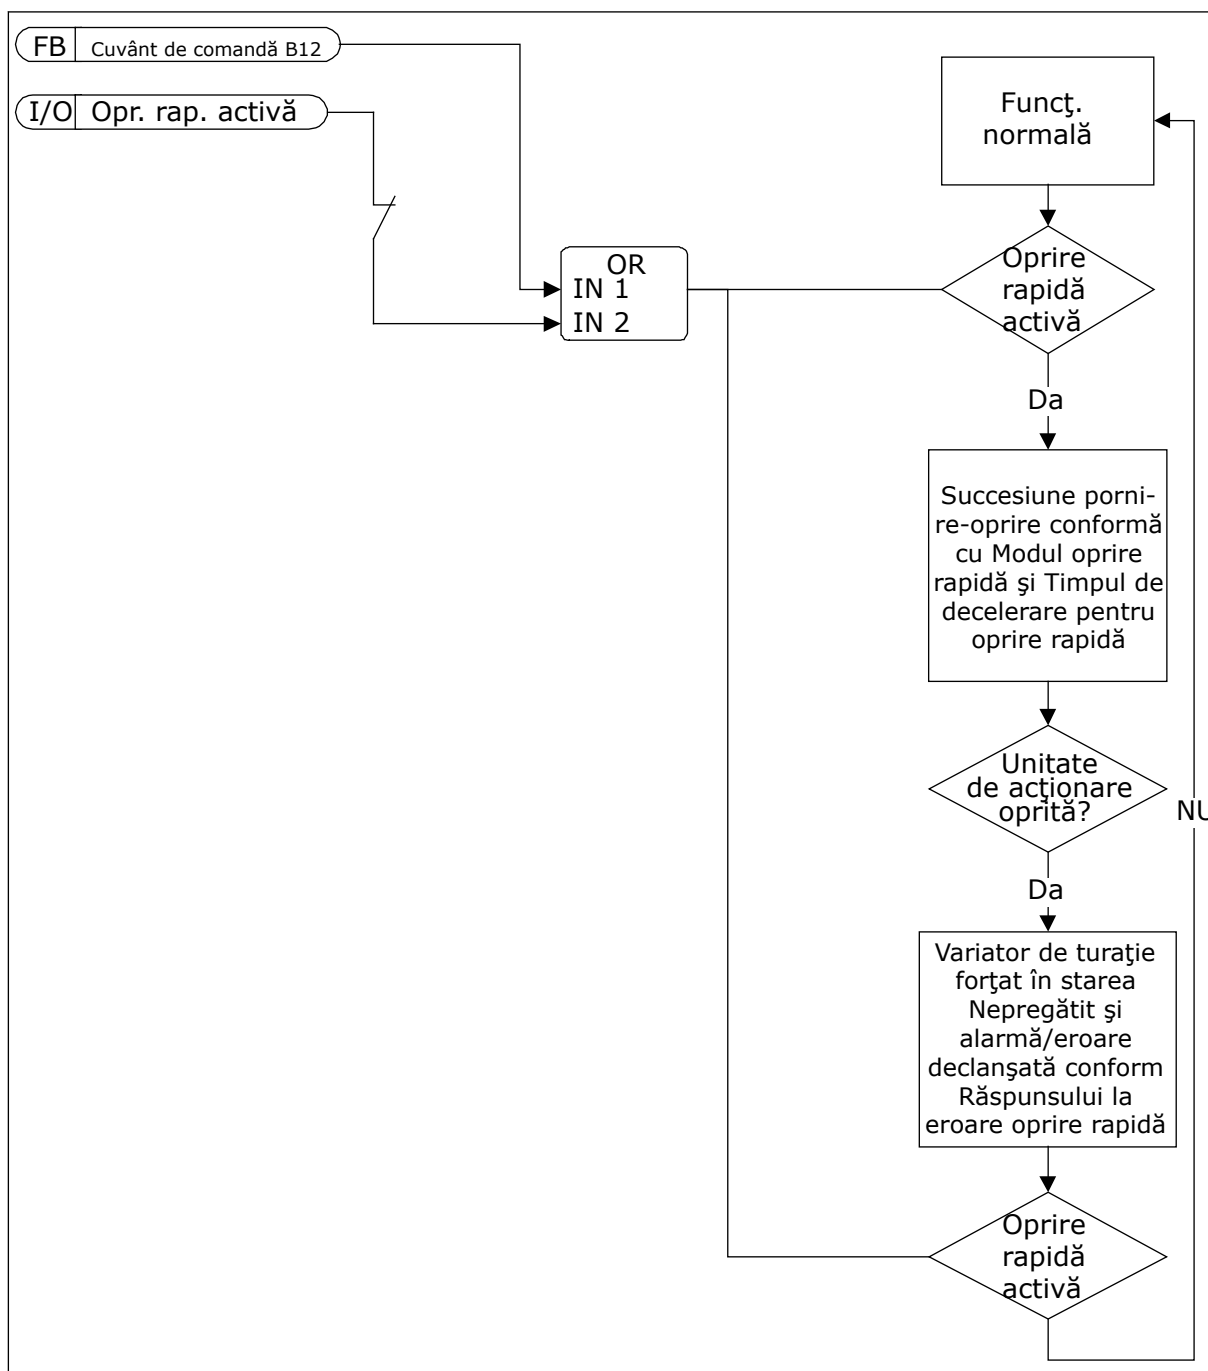 FB Cuvânt de comandă B12
I/O Opr. rap. activă
OR
IN 1
IN 2
Funcţ.
normală
Oprire
rapidă
activă
Da
Succesiune porni-
re-oprire conformă
cu Modul oprire
rapidă şi Timpul de
decelerare pentru
oprire rapidă
Unitate
de acţionare
oprită?
NU
Da
Variator de turaţie
forţat în starea
Nepregătit şi
alarmă/eroare
declanşată conform
Răspunsului la
eroare oprire rapidă
Oprire
rapidă
activă